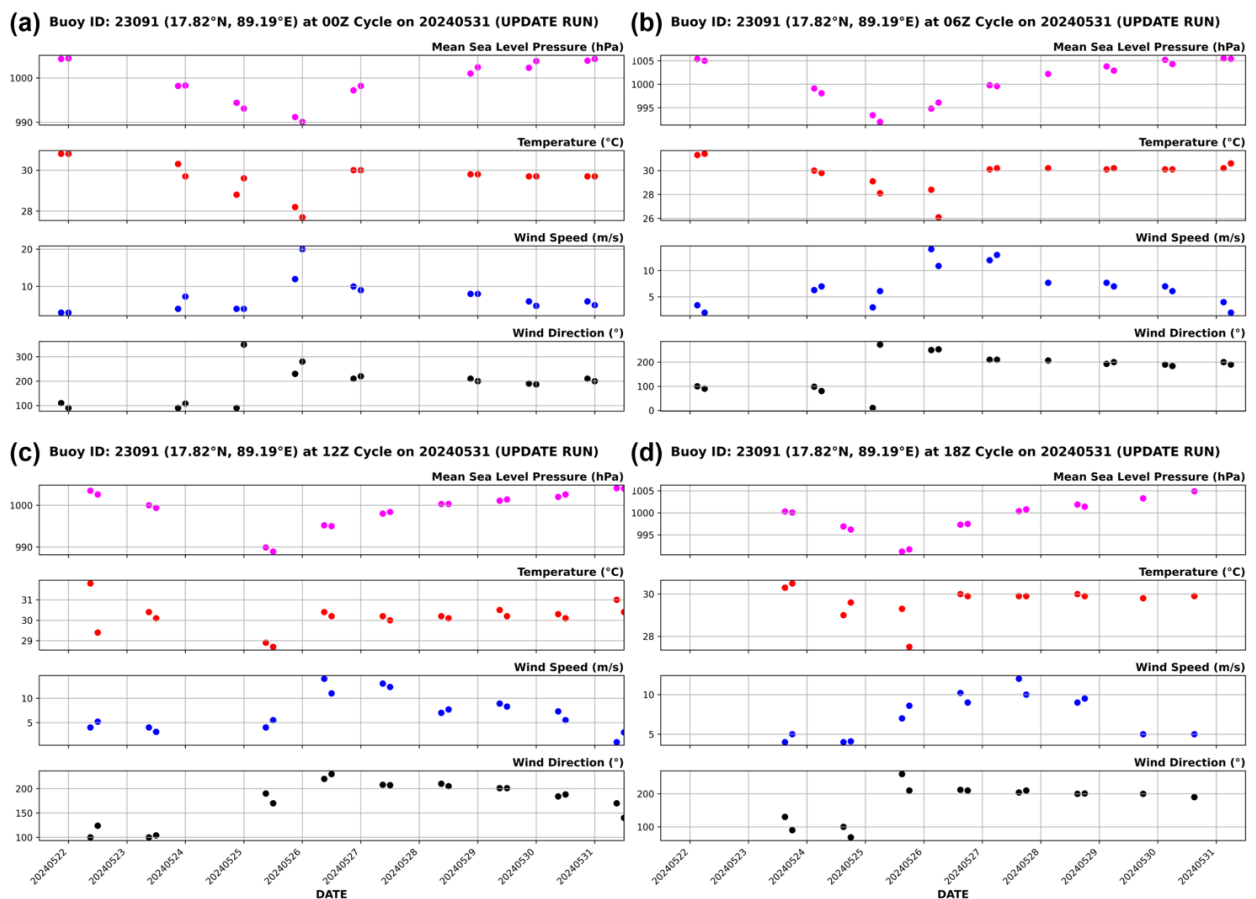 (a) Buoy ID: 23091 (17.82°N, 89.19°E) at 00Z Cycle on 20240531 (UPDATE RUN)
Mean Sea Level Pressure (hPa)
1000
990
Temperature (°C)
30
28
Wind Speed (m/s)
20
10
Wind Direction (°)
300
200
100
(b) Buoy ID: 23091 (17.82°N, 89.19°E) at 06Z Cycle on 20240531 (UPDATE RUN)
Mean Sea Level Pressure (hPa)
1005
1000
995
Temperature (°C)
30
28
26
Wind Speed (m/s)
10
5
Wind Direction (°)
200
100
0
(c) Buoy ID: 23091 (17.82°N, 89.19°E) at 12Z Cycle on 20240531 (UPDATE RUN)
Mean Sea Level Pressure (hPa)
1000
990
Temperature (°C)
31
30
29
Wind Speed (m/s)
10
5
Wind Direction (°)
200
150
100
20240522
20240523
20240524
20240525
20240526
20240527
20240528
20240529
20240530
20240531
DATE
(d) Buoy ID: 23091 (17.82°N, 89.19°E) at 18Z Cycle on 20240531 (UPDATE RUN)
Mean Sea Level Pressure (hPa)
1005
1000
995
Temperature (°C)
30
28
Wind Speed (m/s)
10
5
Wind Direction (°)
200
100
20240522
20240523
20240524
20240525
20240526
20240527
20240528
20240529
20240530
20240531
DATE